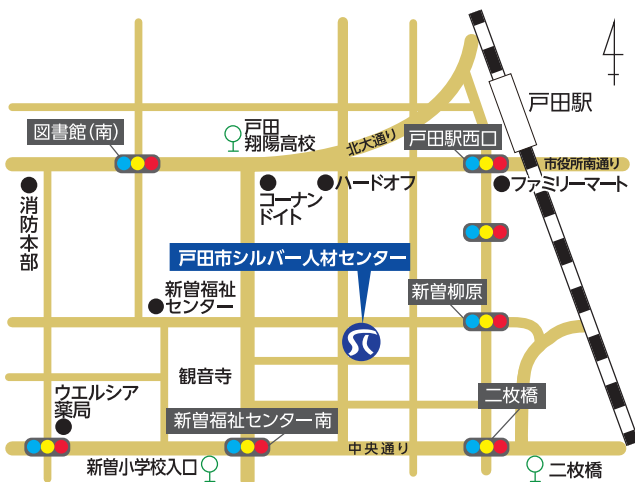 戸田駅
図書館(南)
戸田
翔陽高校
北大通り
戸田駅西口
市役所南通り
消防本部
コーナン
ドイト
ハードオフ
ファミリーマート
戸田市シルバー人材センター
新曽福祉
センター
新曽柳原
観音寺
ウエルシア
薬局
二枚橋
新曽福祉センター南
中央通り
新曽小学校入口
二枚橋